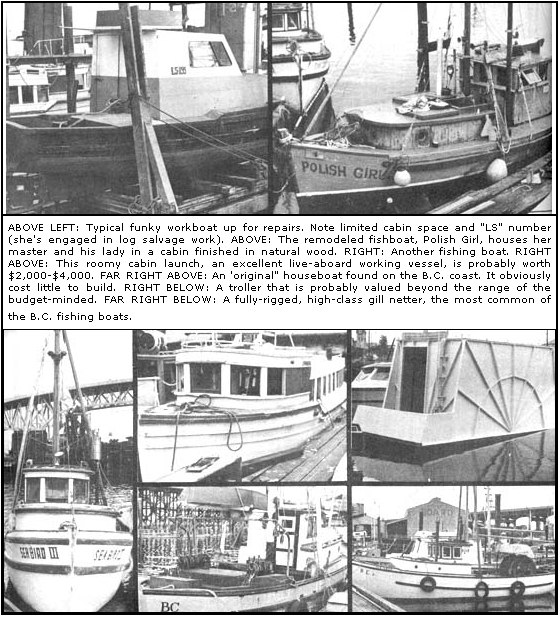 POLISH GIRL
ABOVE LEFT: Typical funky workboat up for repairs. Note limited cabin space and "LS" number
(she's engaged in log salvage work). ABOVE: The remodeled fishboat, Polish Girl, houses her
master and his lady in a cabin finished in natural wood. RIGHT: Another fishing boat. RIGHT
ABOVE: This roomy cabin launch, an excellent live-aboard working vessel, is probably worth
$2,000-$4,000. FAR RIGHT ABOVE: An 'original" houseboat found on the B.C. coast. It obviously
cost little to build. RIGHT BELOW: A troller that is probably valued beyond the range of the
budget-minded. FAR RIGHT BELOW: A fully-rigged, high-class gill netter, the most common of
the B.C. fishing boats.
SEABIRD III
BC